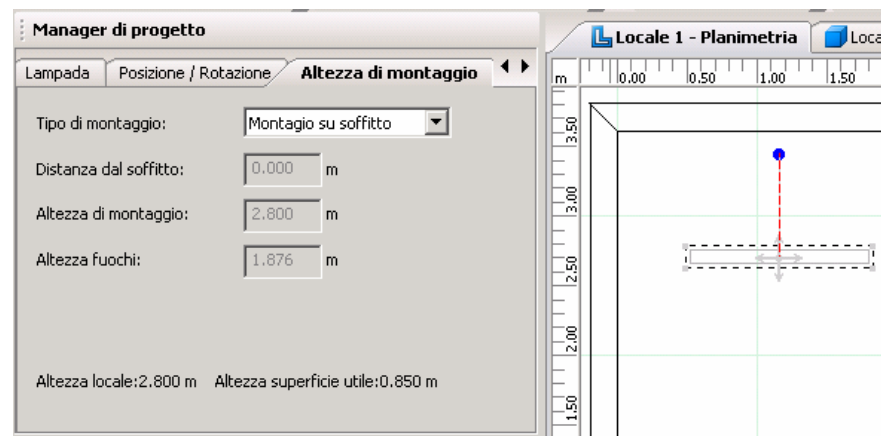 Manager di progetto
Lampada Posizione / Rotazione Altezza di montaggio
Tipo di montaggio: Montagio su soffitto
Distanza dal soffitto: 0.000 m
Altezza di montaggio: 2.800 m
Altezza fuochi: 1.876 m
Altezza locale:2.800 m Altezza superficie utile:0.850 m
Locale 1 - Planimetria Loca
m 0.00 0.50 1.00 1.50
3.50
3.00
2.50
2.00
1.50